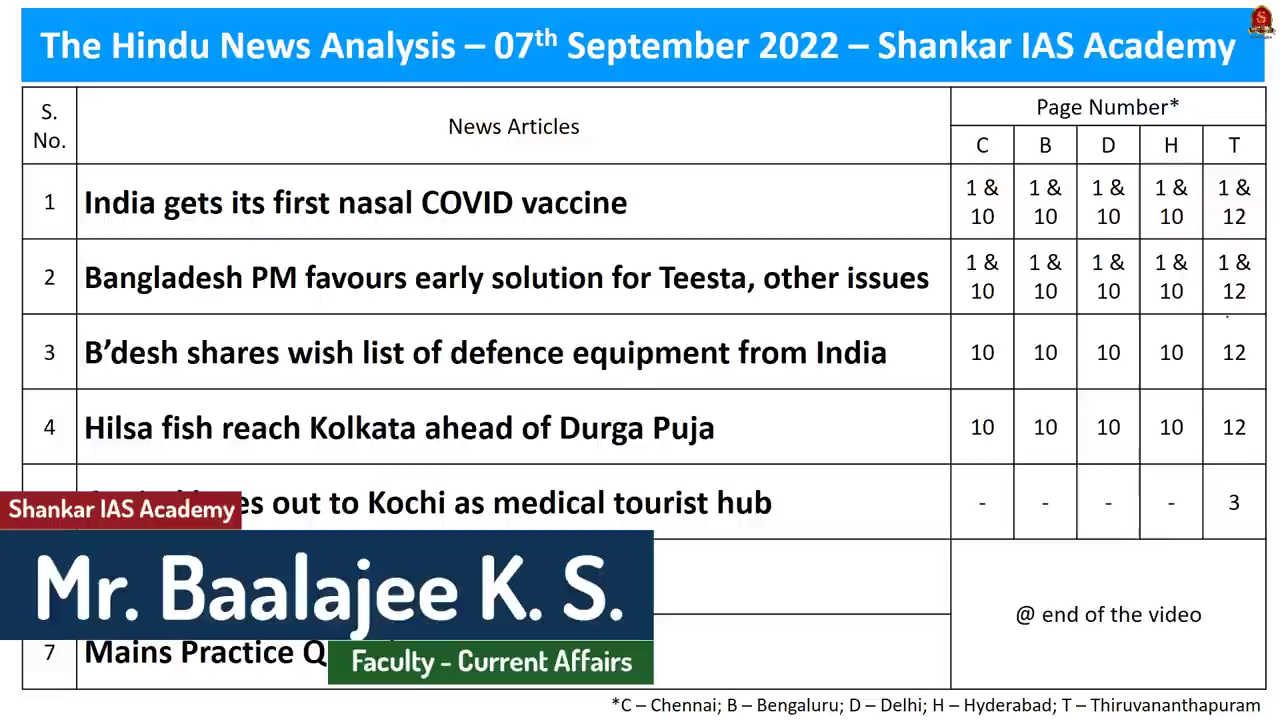 The Hindu News Analysis – 07th September 2022 – Shankar IAS Academy
S. No. News Articles Page Number*
C B D H T
1 India gets its first nasal COVID vaccine 1 & 10 1 & 10 1 & 10 1 & 10 1 & 12
2 Bangladesh PM favours early solution for Teesta, other issues 1 & 10 1 & 10 1 & 10 1 & 10 1 & 12
3 B’desh shares wish list of defence equipment from India 10 10 10 10 12
4 Hilsa fish reach Kolkata ahead of Durga Puja 10 10 10 10 12
out to Kochi as medical tourist hub - - - - 3
Shankar IAS Academy
Mr. Baalajee K. S.
@ end of the video
7 Mains Practice
Faculty - Current Affairs
*C – Chennai; B – Bengaluru; D – Delhi; H – Hyderabad; T – Thiruvananthapuram